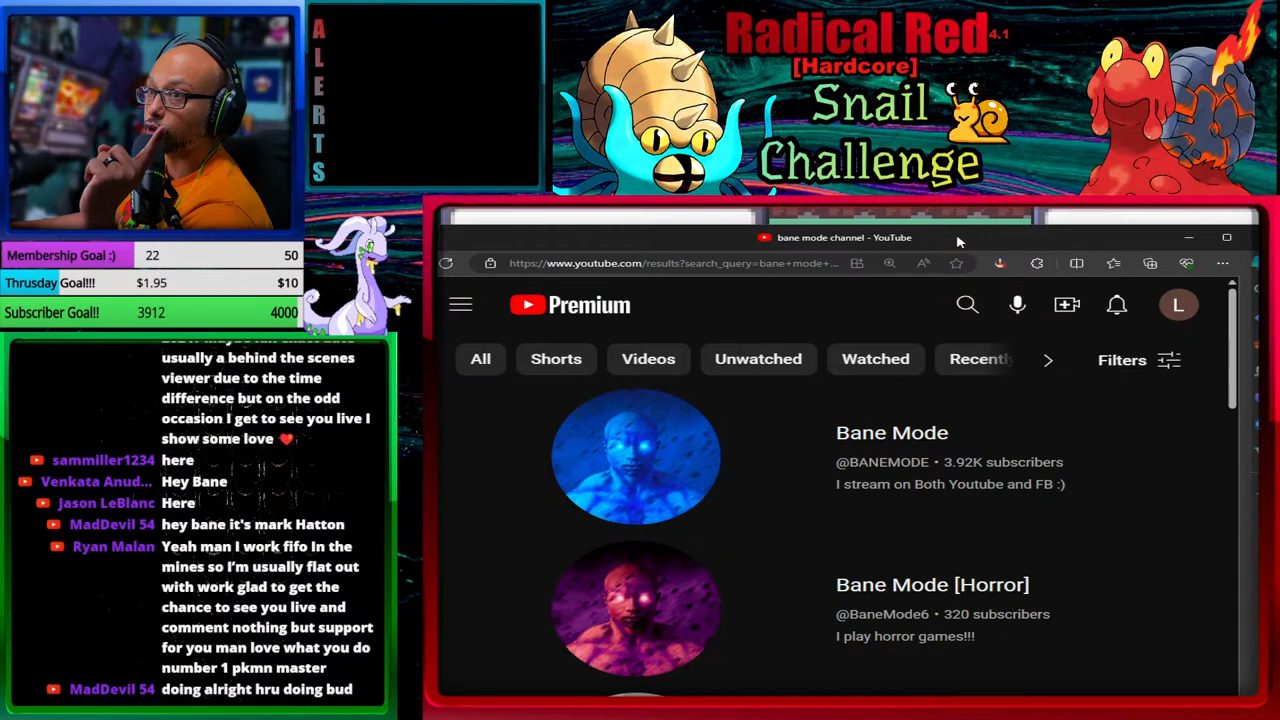 ALERTS
Radical Red 4.1
[Hardcore]
Snail
Challenge
Membership Goal :) 22 50
Thrusday Goal!!! $1.95 $10
Subscriber Goal!! 3912 4000
usually a behind the scenes
viewer due to the time
difference but on the odd
occasion I get to see you live I
show some love ❤
sammiller1234 here
Venkata Anud... Hey Bane
Jason LeBlanc Here
MadDevil 54 hey bane it's mark Hatton
Ryan Malan Yeah man I work fifo In the
mines so I'm usually flat out
with work glad to get the
chance to see you live and
comment nothing but support
for you man love what you do
number 1 pkmn master
MadDevil 54 doing alright hru doing bud
bane mode channel - YouTube
https://www.youtube.com/results?search_query=bane+mode+...
Premium
L
All Shorts Videos Unwatched Watched Recently Filters
Bane Mode
@BANEMODE • 3.92K subscribers
I stream on Both Youtube and FB :)
Bane Mode [Horror]
@BaneMode6 • 320 subscribers
I play horror games!!!